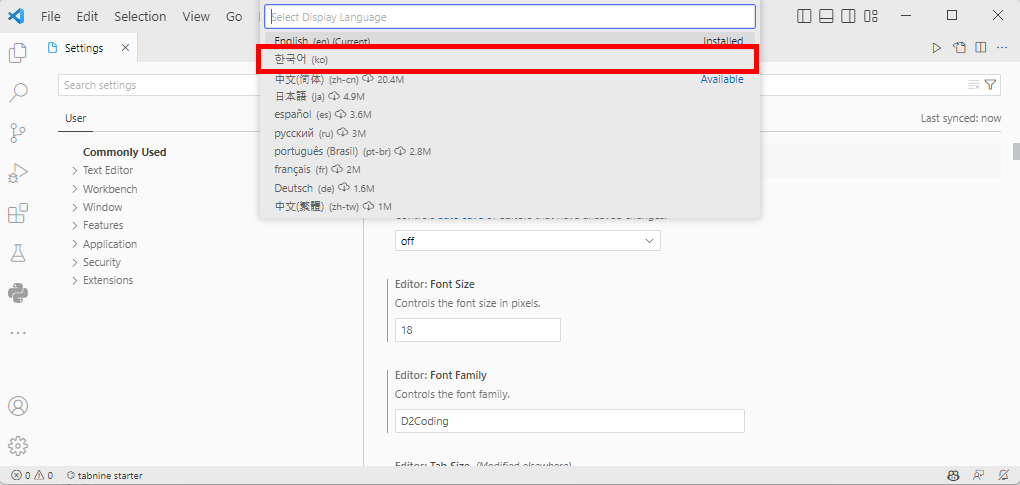 File Edit Selection View Go
Select Display Language
English (en) (Current) Installed
한국어 (ko)
中文(简体) (zh-cn) 20.4M Available
日本語 (ja) 4.9M
español (es) 3.6M
русский (ru) 3M
português (Brasil) (pt-br) 2.8M
français (fr) 2M
Deutsch (de) 1.6M
中文(繁體) (zh-tw) 1M
Settings
Search settings
User
Last synced: now
Commonly Used
Text Editor
Workbench
Window
Features
Application
Security
Extensions
Controls auto save of editors that have unsaved changes.
off
Editor: Font Size
Controls the font size in pixels.
18
Editor: Font Family
Controls the font family.
D2Coding
Editor: Tab Size (Modified elsewhere)
0 0 tabnine starter